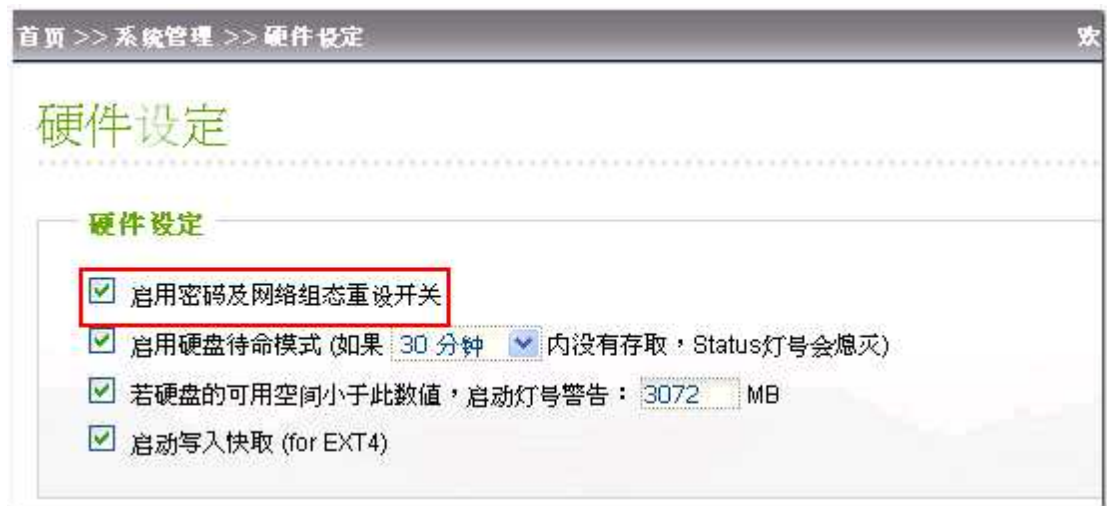 首页 >> 系统管理 >> 硬件设定 欢
硬件设定
硬件设定
启用密码及网络组态重设开关
启用硬盘待命模式 (如果 30 分钟 内没有存取，Status灯号会熄灭)
若硬盘的可用空间小于此数值，启动灯号警告： 3072 MB
启动写入快取 (for EXT4)